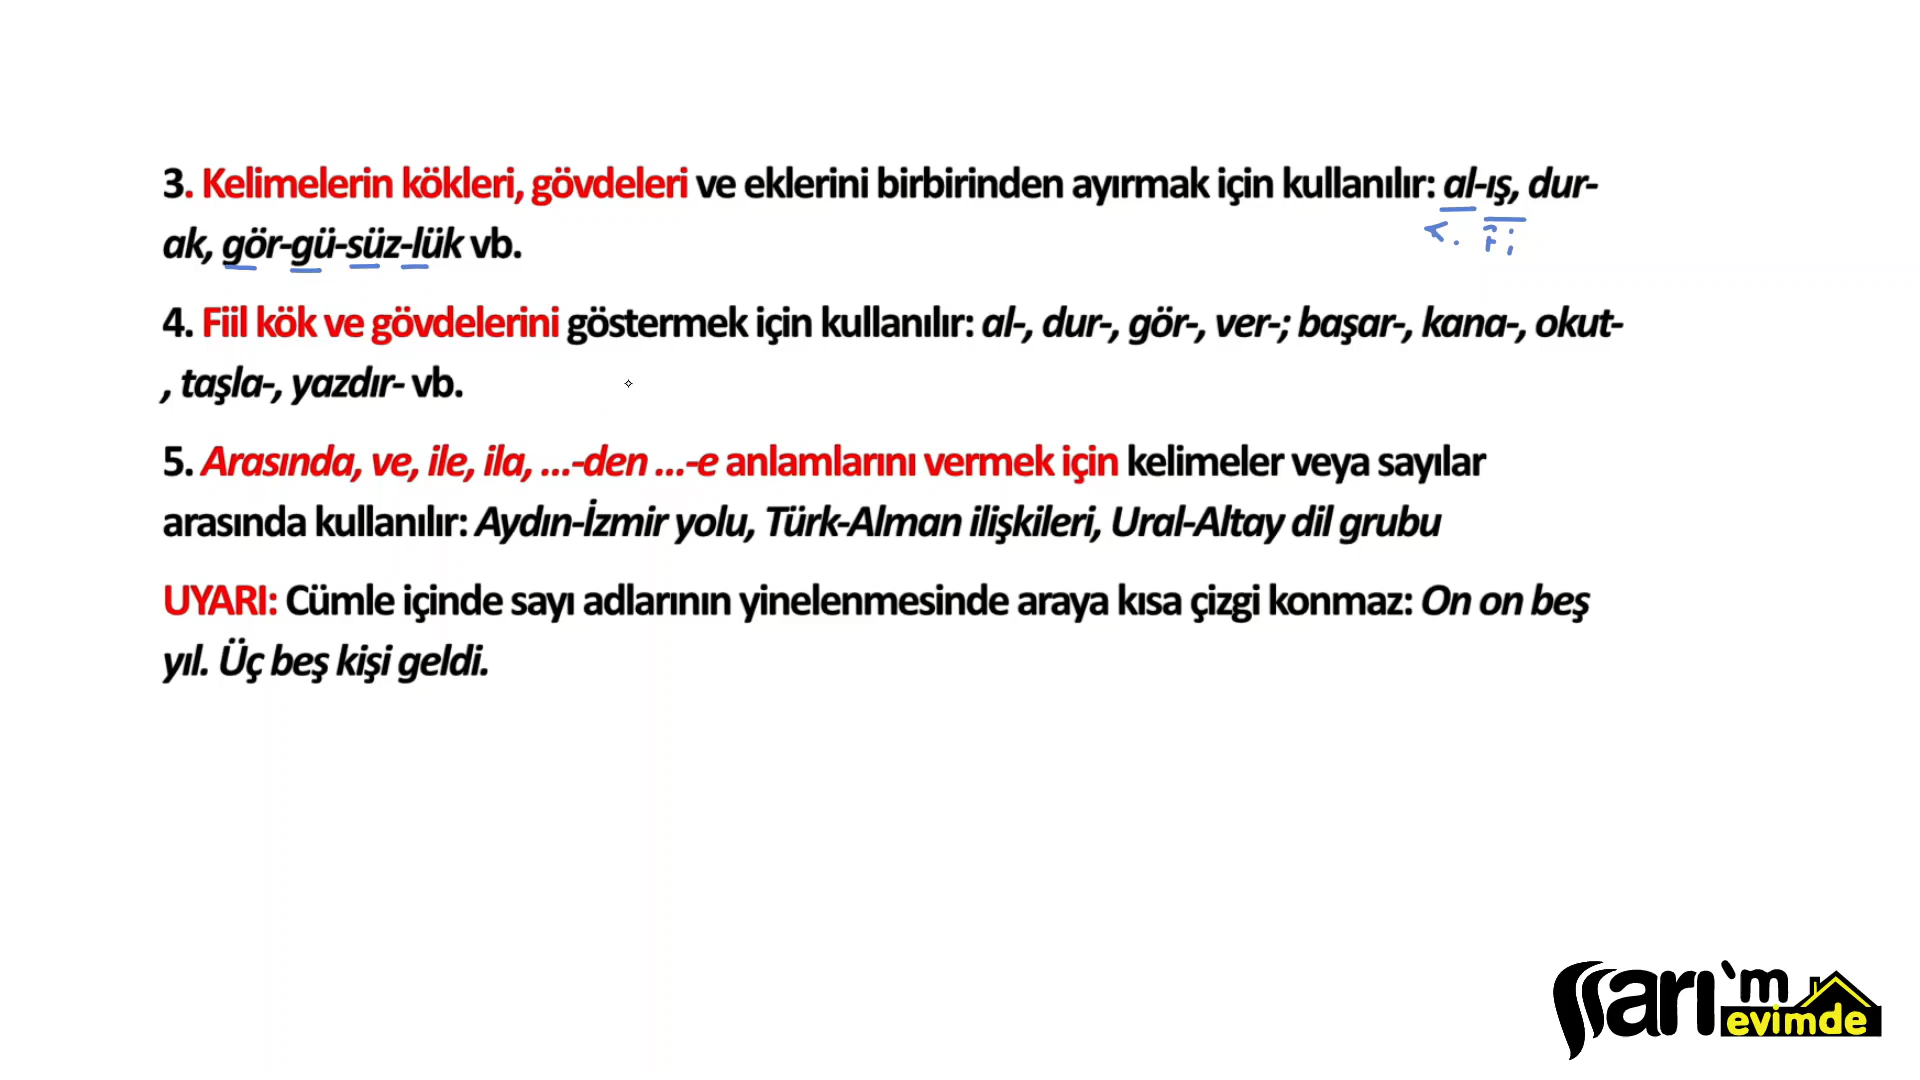 3. Kelimelerin kökleri, gövdeleri ve eklerini birbirinden ayırmak için kullanılır: al-ış, dur-
ak, gör-gü-süz-lük vb.
4. Fiil kök ve gövdelerini göstermek için kullanılır: al-, dur-, gör-, ver-; başar-, kana-, okut-
, taşla-, yazdır- vb.
5. Arasında, ve, ile, ila, ...-den ...-e anlamlarını vermek için kelimeler veya sayılar
arasında kullanılır: Aydın-İzmir yolu, Türk-Alman ilişkileri, Ural-Altay dil grubu
UYARI: Cümle içinde sayı adlarının yinelenmesinde araya kısa çizgi konmaz: On on beş
yıl. Üç beş kişi geldi.
sarı'm
evimde